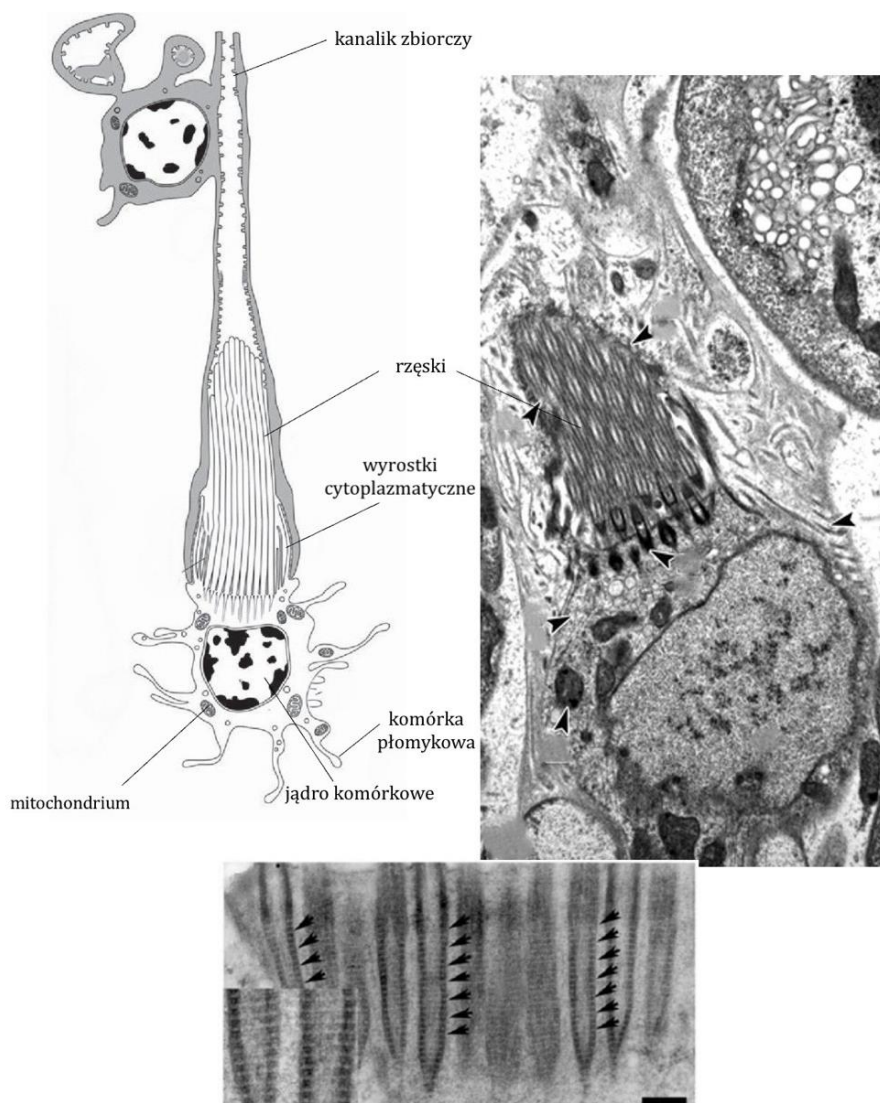 kanalik zbiorczy
rzęski
wyrostki
cytoplazmatyczne
komórka
płomykowa
jądro komórkowe
mitochondrium